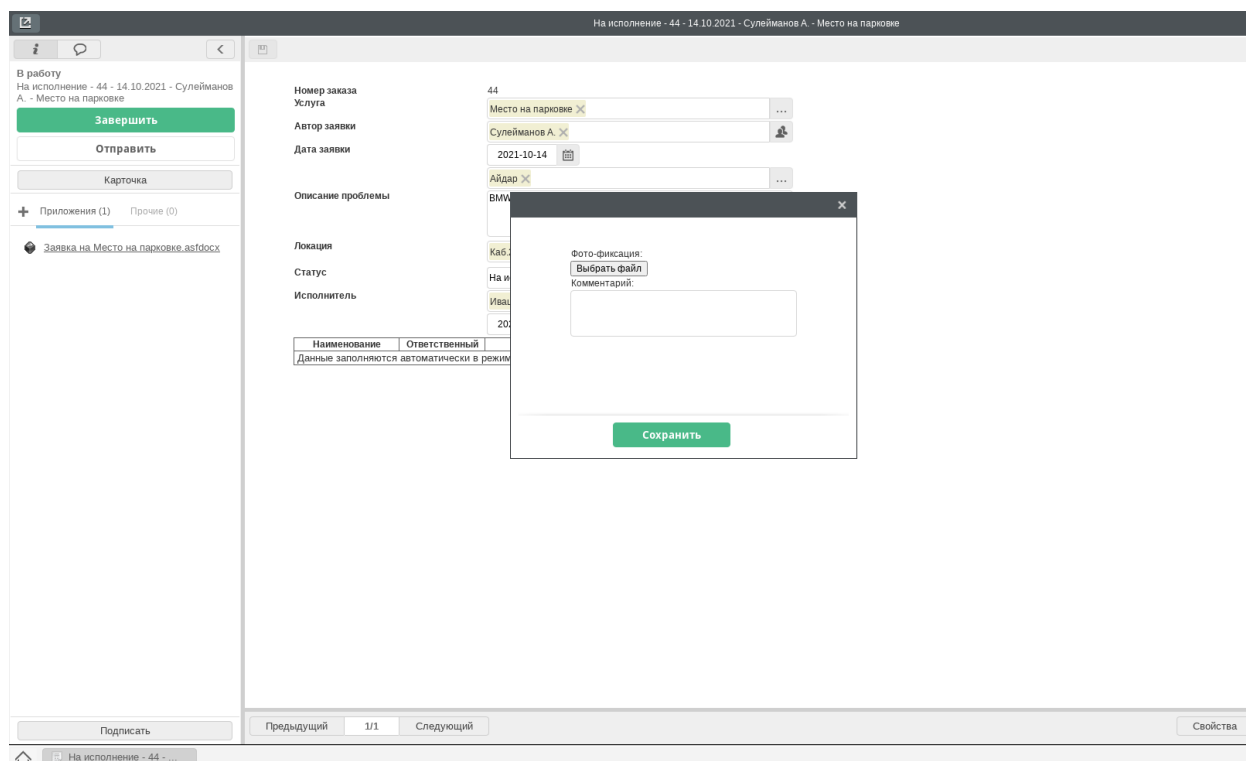 На исполнение - 44 - 14.10.2021 - Сулейманов А. - Место на парковке
В работу
На исполнение - 44 - 14.10.2021 - Сулейманов
А. - Место на парковке
Завершить
Отправить
Карточка
Приложения (1) Прочие (0)
Заявка на Место на парковке.asfdocx
Подписать
Номер заказа 44
Услуга Место на парковке ...
Автор заявки Сулейманов А.
Дата заявки 2021-10-14
Айдар ...
Описание проблемы BMW
Локация Каб.
Статус На
Исполнитель
Наименование Ответственный
Данные заполняются автоматически в
Фото-фиксация:
Выбрать файл
Комментарий:
Сохранить
Предыдущий 1/1 Следующий Свойства
На исполнение - 44 - ...